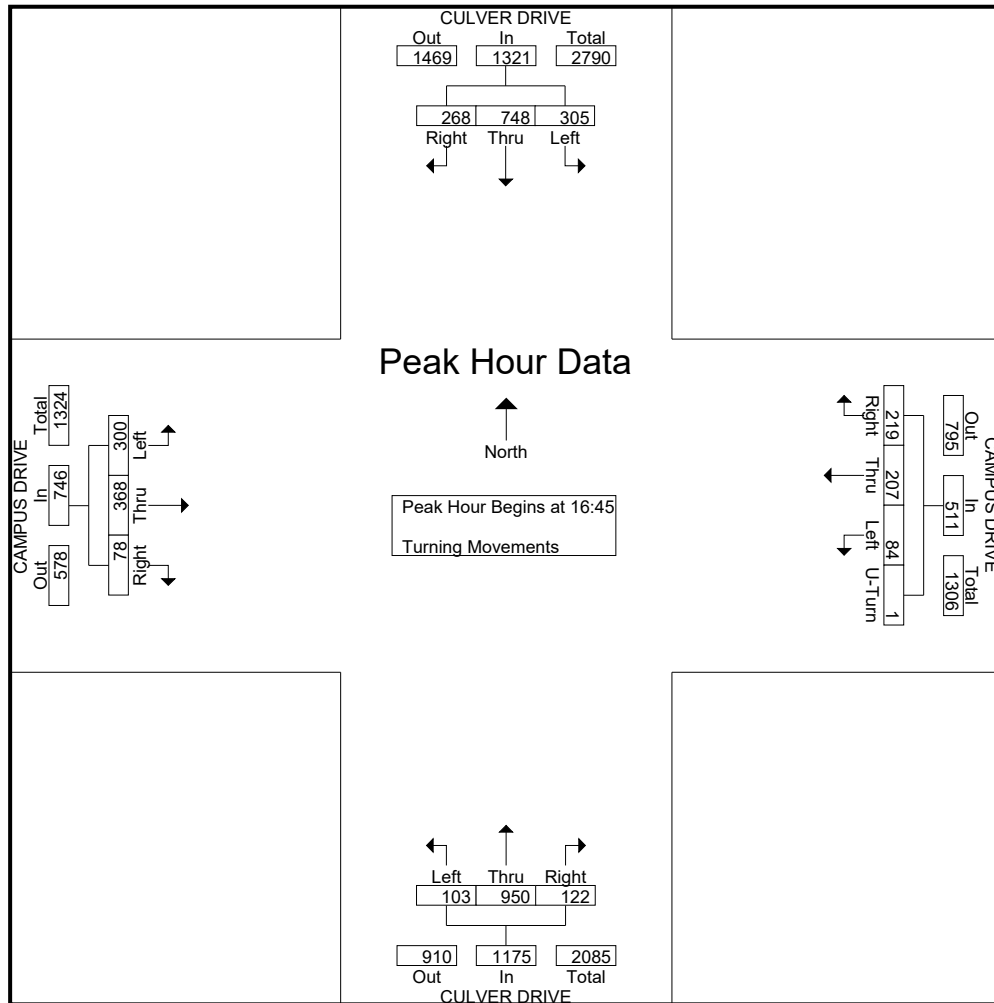 CULVER DRIVE
Out In Total
1469 1321 2790
268 748 305
Right Thru Left
Peak Hour Data
North
Peak Hour Begins at 16:45
Turning Movements
CAMPUS DRIVE
Out In Total
578 746 1324
Right Thru Left
78 368 300
CAMPUS DRIVE
Out In Total
795 511 1306
Right Thru Left U-Turn
219 207 84 1
Left Thru Right
103 950 122
910 1175 2085
Out In Total
CULVER DRIVE